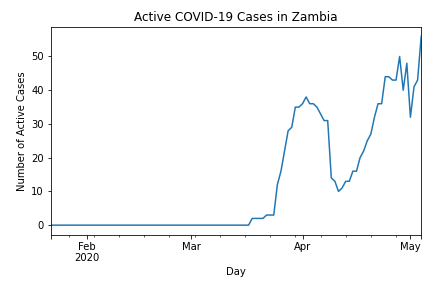 Active COVID-19 Cases in Zambia
Number of Active Cases
50
40
30
20
10
0
Feb
2020
Mar
Apr
May
Day